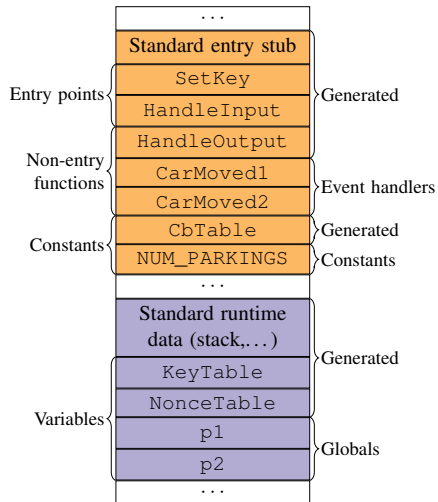 ...
Standard entry stub
SetKey
Entry points
Generated
HandleInput
HandleOutput
Non-entry
functions
CarMoved1
Event handlers
CarMoved2
Constants
CbTable
Generated
NUM_PARKINGS
Constants
...
Standard runtime
data (stack,...)
Generated
KeyTable
NonceTable
Variables
p1
Globals
p2
...